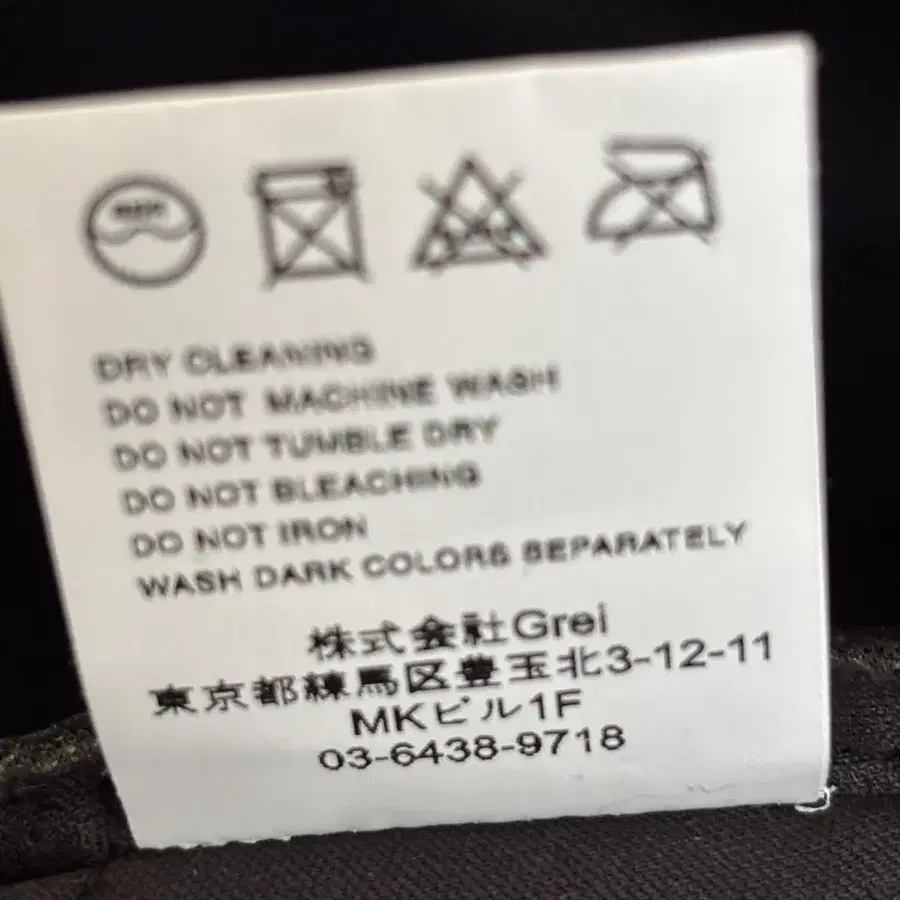 DRY CLEANING
DO NOT MACHINE WASH
DO NOT TUMBLE DRY
DO NOT BLEACHING
DO NOT IRON
WASH DARK COLORS SEPARATELY
株式会社Grei
東京都練馬区豊玉北3-12-11
MKビル1F
03-6438-9718